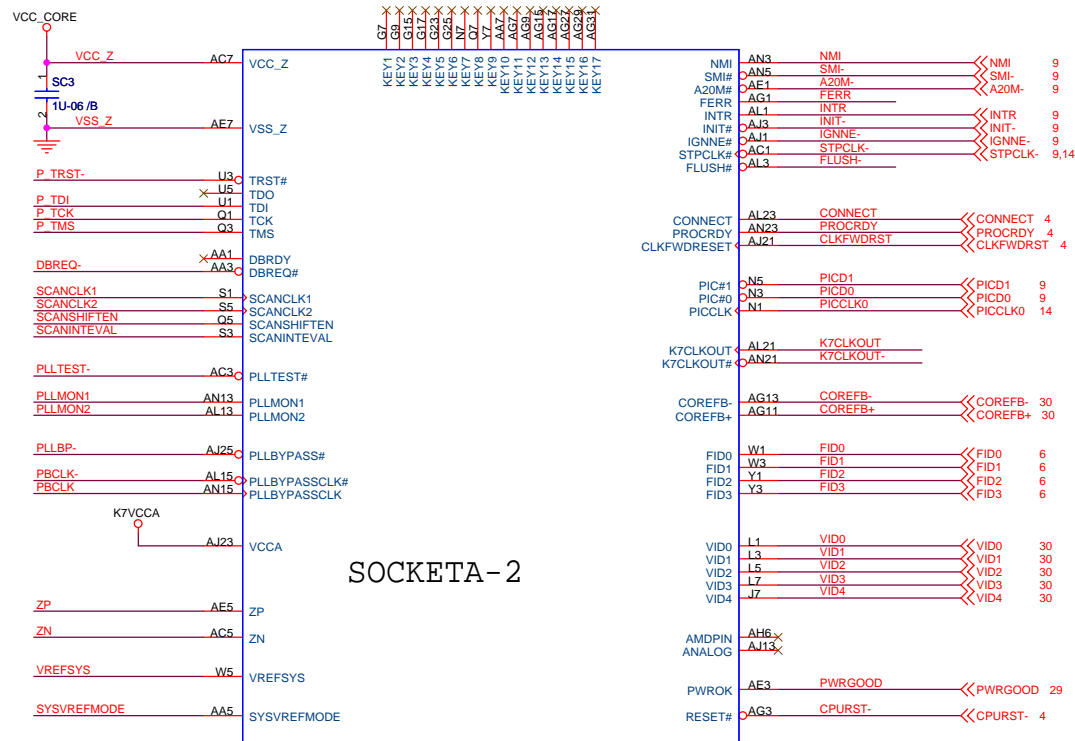 VCC_CORE
G7 G9 G15 G17 G23 G25 N7 Q7 Y7 AA7 AG7 AG9 AG15 AG17 AG27 AG29 AG31
KEY1 KEY2 KEY3 KEY4 KEY5 KEY6 KEY7 KEY8 KEY9 KEY10 KEY11 KEY12 KEY13 KEY14 KEY15 KEY16 KEY17
VCC_Z AC7 VCC_Z
1 SC3
1U-06 /B
2 VSS_Z AE7 VSS_Z
P_TRST- U3 TRST#
U5 TDO
P_TDI U1 TDI
P_TCK Q1 TCK
P_TMS Q3 TMS
AA1 DBRDY
DBREQ- AA3 DBREQ#
SCANCLK1 S1 SCANCLK1
SCANCLK2 S5 SCANCLK2
SCANSHIFTEN Q5 SCANSHIFTEN
SCANINTEVAL S3 SCANINTEVAL
PLLTEST- AC3 PLLTEST#
PLLMON1 AN13 PLLMON1
PLLMON2 AL13 PLLMON2
PLLBP- AJ25 PLLBYPASS#
PBCLK- AL15 PLLBYPASSCLK#
PBCLK AN15 PLLBYPASSCLK
K7VCCA
AJ23 VCCA
SOCKETA-2
ZP AE5 ZP
ZN AC5 ZN
VREFSYS W5 VREFSYS
SYSVREFMODE AA5 SYSVREFMODE
NMI AN3 NMI NMI 9
SMI# AN5 SMI- SMI- 9
A20M# AE1 A20M- A20M- 9
FERR AG1 FERR
INTR AL1 INTR INTR 9
INIT# AJ3 INIT- INIT- 9
IGNNE# AJ1 IGNNE- IGNNE- 9
STPCLK# AC1 STPCLK- STPCLK- 9,14
FLUSH# AL3 FLUSH-
CONNECT AL23 CONNECT CONNECT 4
PROCRDY AN23 PROCRDY PROCRDY 4
CLKFWDRESET AJ21 CLKFWDRST CLKFWDRST 4
PIC#1 N5 PICD1 PICD1 9
PIC#0 N3 PICD0 PICD0 9
PICCLK N1 PICCLK0 PICCLK0 14
K7CLKOUT AL21 K7CLKOUT
K7CLKOUT# AN21 K7CLKOUT-
COREFB- AG13 COREFB- COREFB- 30
COREFB+ AG11 COREFB+ COREFB+ 30
FID0 W1 FID0 FID0 6
FID1 W3 FID1 FID1 6
FID2 Y1 FID2 FID2 6
FID3 Y3 FID3 FID3 6
VID0 L1 VID0 VID0 30
VID1 L3 VID1 VID1 30
VID2 L5 VID2 VID2 30
VID3 L7 VID3 VID3 30
VID4 J7 VID4 VID4 30
AMDPIN AH6
ANALOG AJ13
PWROK AE3 PWRGOOD PWRGOOD 29
RESET# AG3 CPURST- CPURST- 4